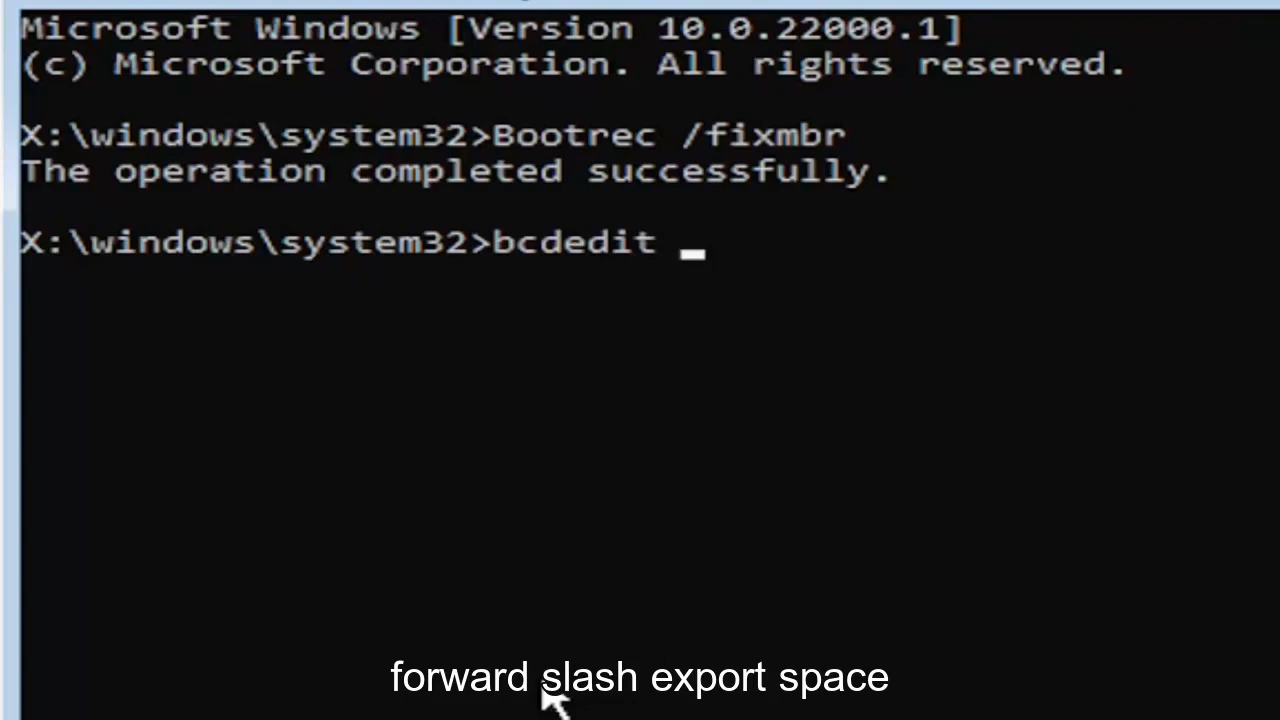 Microsoft Windows [Version 10.0.22000.1]
(c) Microsoft Corporation. All rights reserved.
X:\windows\system32>Bootrec /fixmbr
The operation completed successfully.
X:\windows\system32>bcdedit _
forward slash export space